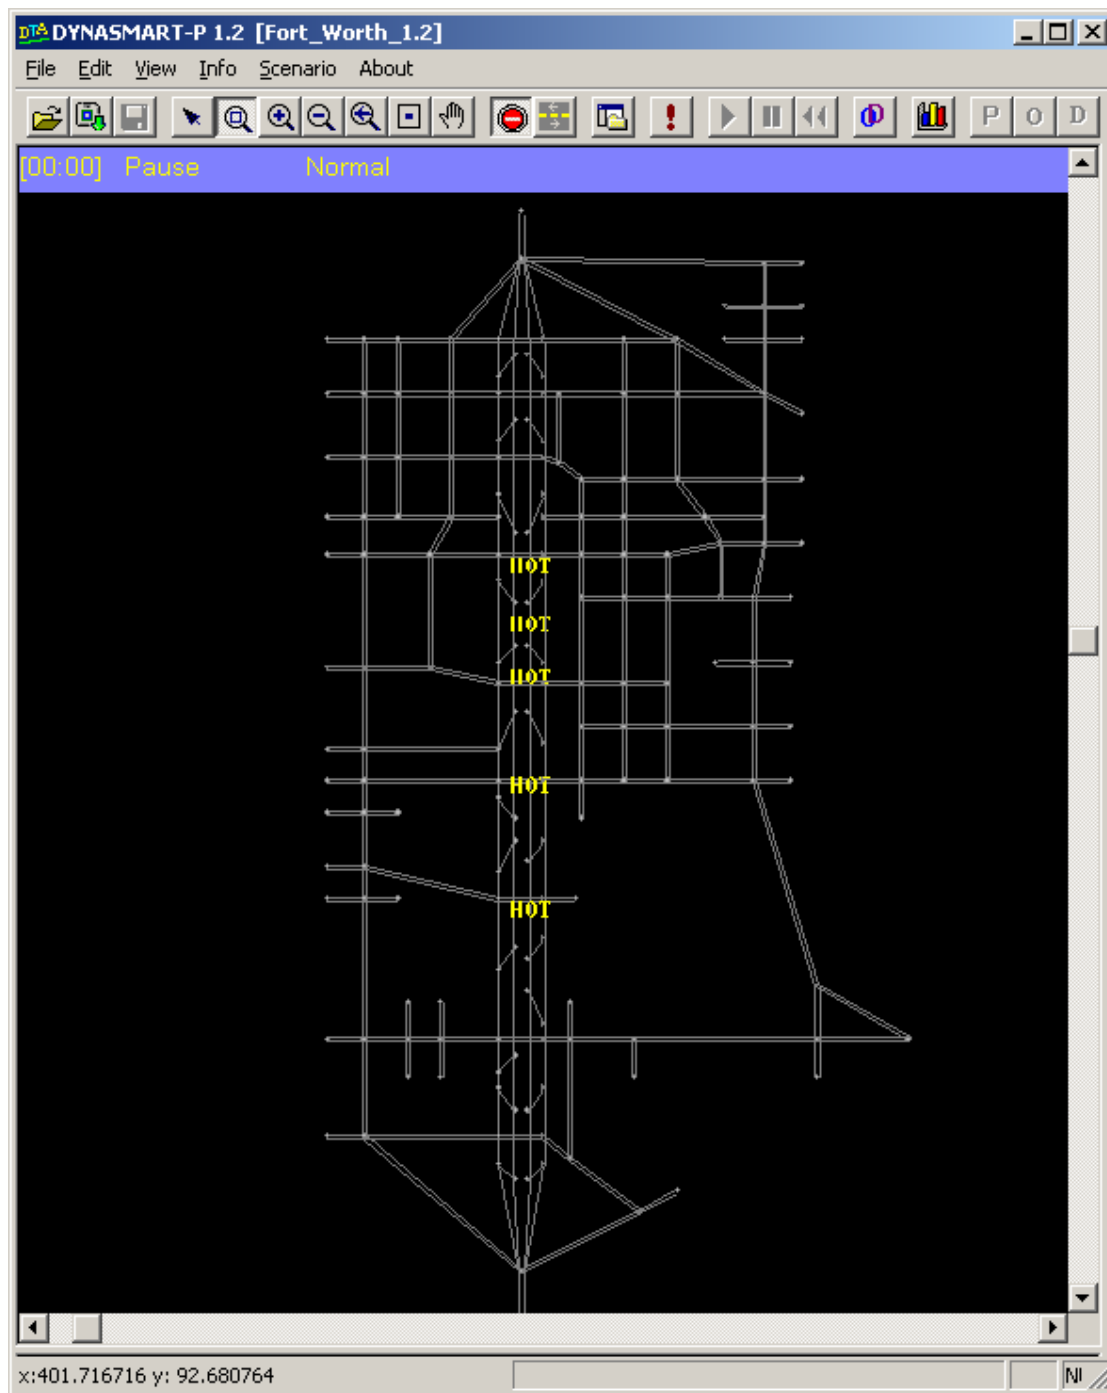 DTA DYNASMART-P 1.2 [Fort_Worth_1.2]
File Edit View Info Scenario About
P O D
[00:00] Pause Normal
HOT
HOT
HOT
HOT
HOT
x:401.716716 y: 92.680764